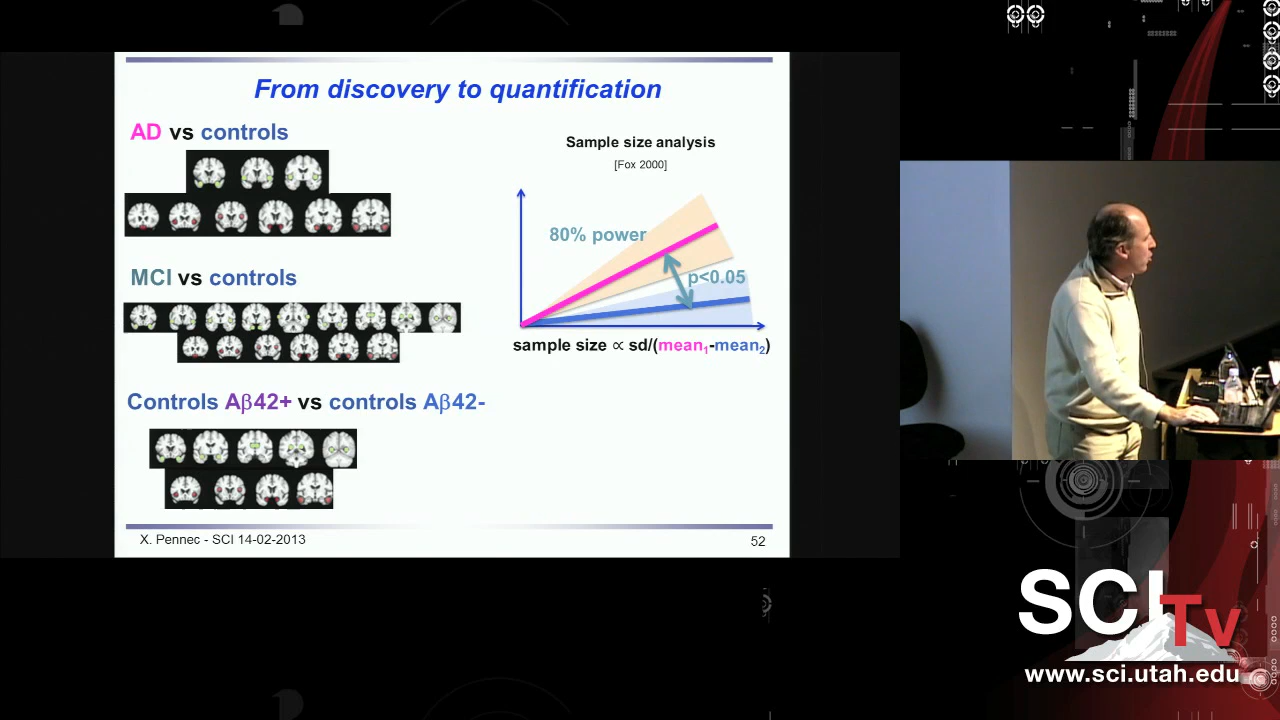 From discovery to quantification
AD vs controls
Sample size analysis
[Fox 2000]
80% power
p<0.05
MCI vs controls
sample size ∝ sd/(mean1-mean2)
Controls Aβ42+ vs controls Aβ42-
X. Pennec - SCI 14-02-2013
52
SCI
TV
www.sci.utah.edu